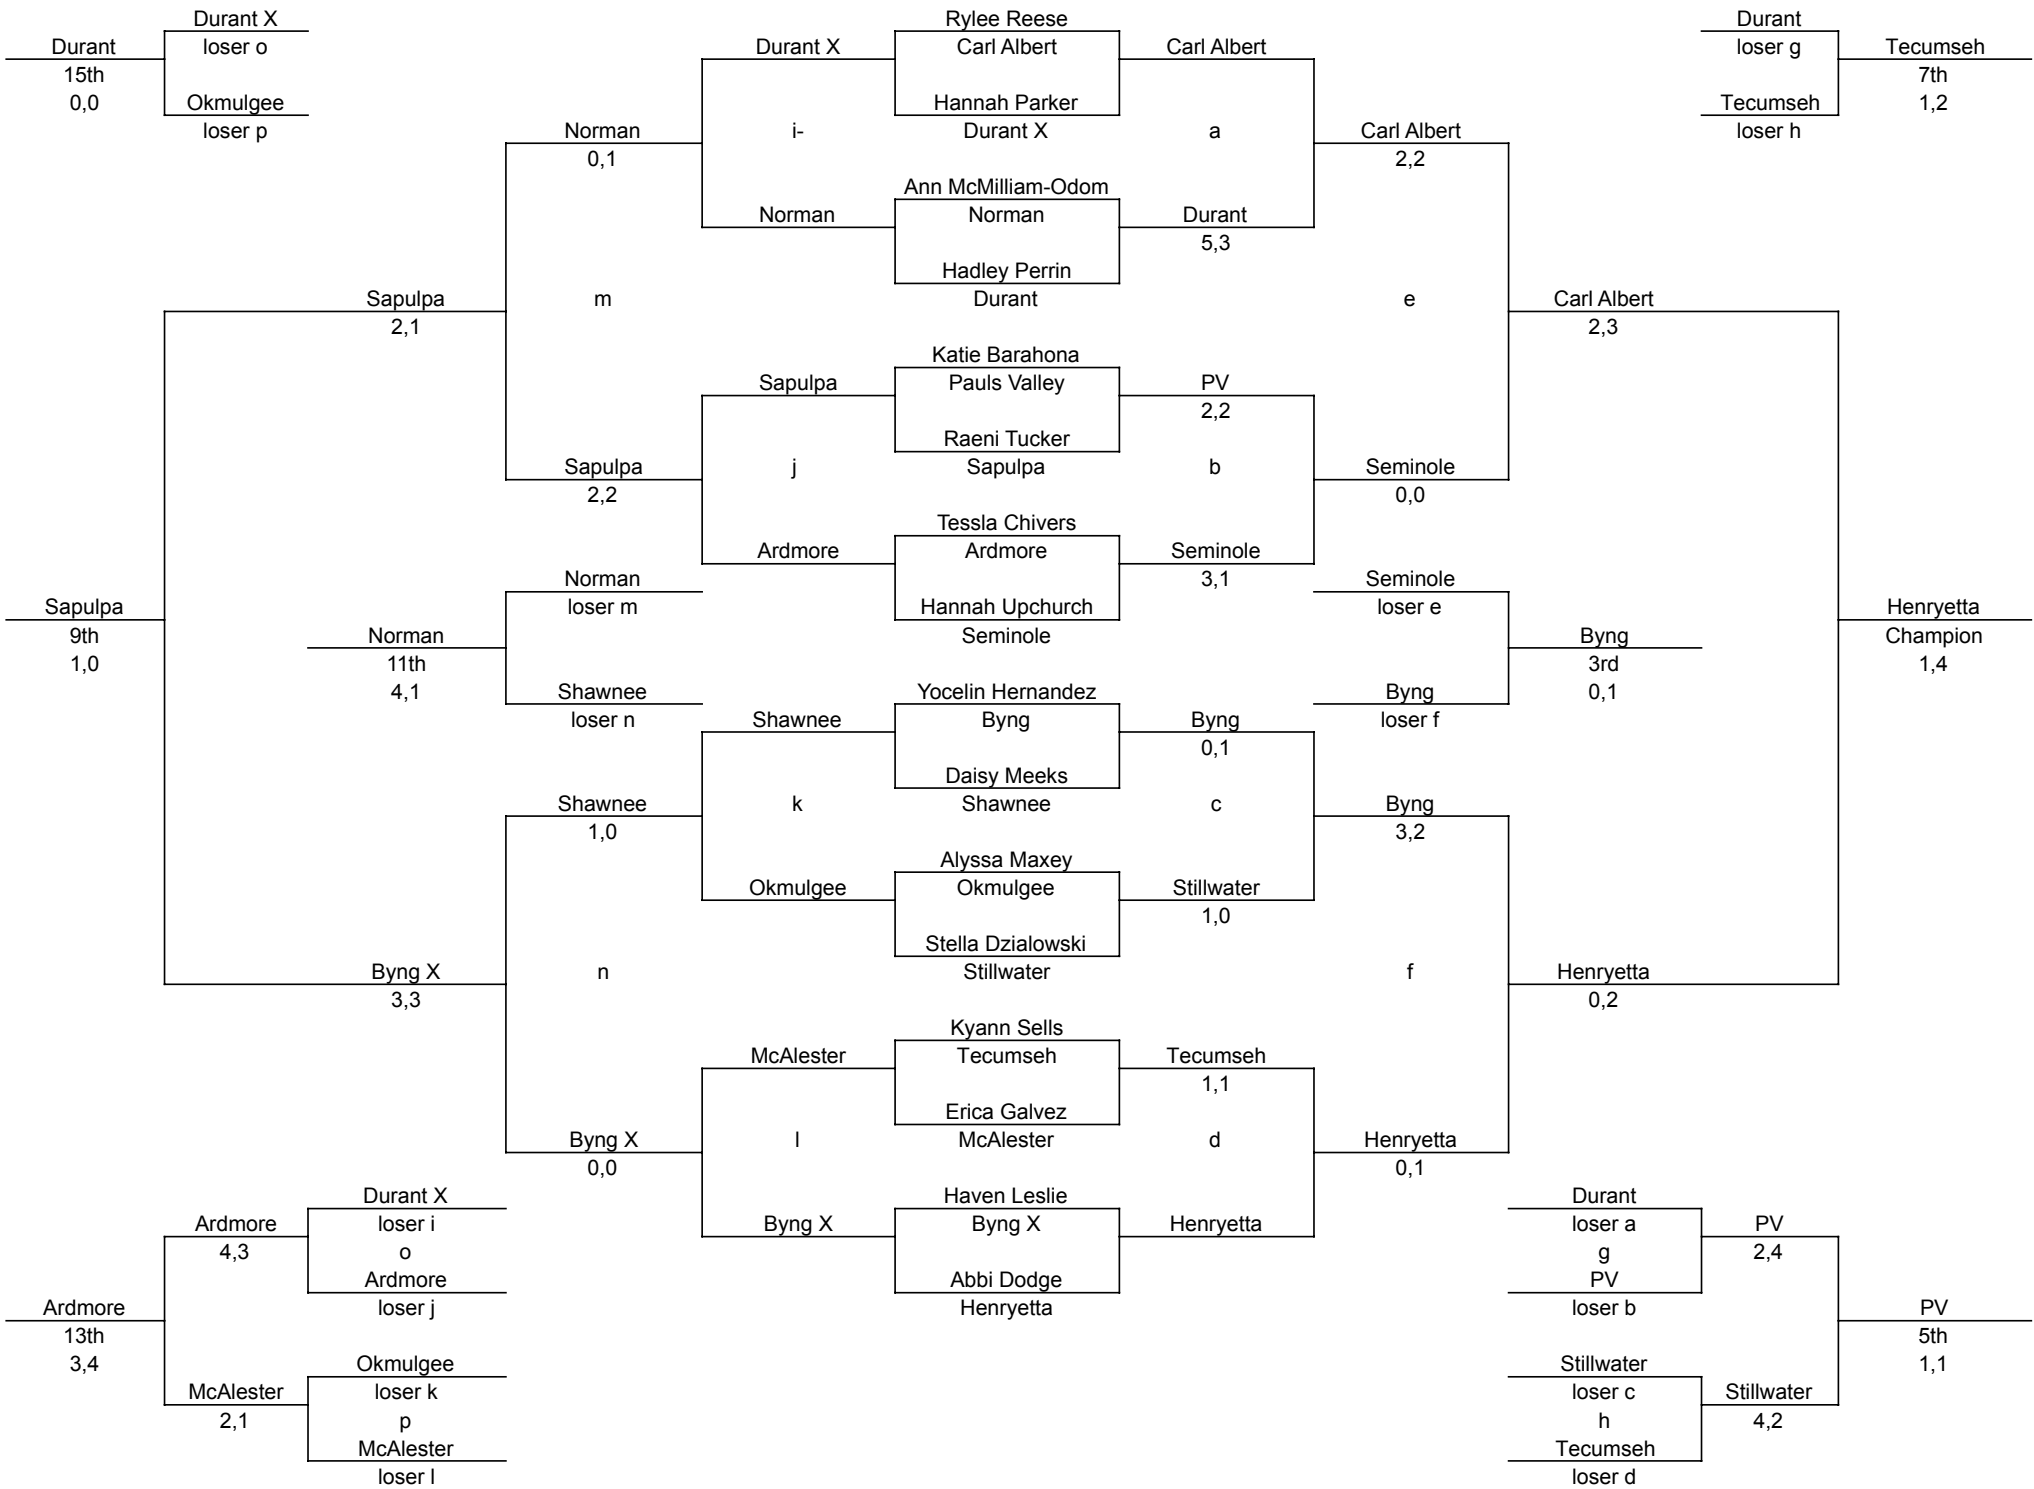 Durant X
Rylee Reese
Durant
Durant
loser o
Durant X
Carl Albert
Carl Albert
loser g
Tecumseh
15th
7th
0,0
Okmulgee
Hannah Parker
Tecumseh
1,2
loser p
Norman
i-
Durant X
a
Carl Albert
loser h
0,1
2,2
Ann McMilliam-Odom
Norman
Norman
Durant
5,3
Hadley Perrin
Sapulpa
m
Durant
e
Carl Albert
2,1
2,3
Katie Barahona
Sapulpa
Pauls Valley
PV
2,2
Raeni Tucker
Sapulpa
j
Sapulpa
b
Seminole
2,2
0,0
Tessla Chivers
Ardmore
Ardmore
Seminole
Norman
3,1
Seminole
Sapulpa
loser m
Hannah Upchurch
loser e
Henryetta
9th
Norman
Seminole
Byng
Champion
1,0
11th
3rd
1,4
4,1
Shawnee
Yocelin Hernandez
Byng
0,1
loser n
Shawnee
Byng
Byng
loser f
0,1
Daisy Meeks
Shawnee
k
Shawnee
c
Byng
1,0
3,2
Alyssa Maxey
Okmulgee
Okmulgee
Stillwater
1,0
Stella Dzialowski
Byng X
n
Stillwater
f
Henryetta
3,3
0,2
Kyann Sells
McAlester
Tecumseh
Tecumseh
1,1
Erica Galvez
Byng X
l
McAlester
d
Henryetta
0,0
0,1
Durant X
Haven Leslie
Durant
Ardmore
loser i
Byng X
Byng X
Henryetta
loser a
PV
4,3
o
g
2,4
Ardmore
Abbi Dodge
PV
Ardmore
loser j
Henryetta
loser b
PV
13th
5th
3,4
Okmulgee
Stillwater
1,1
McAlester
loser k
loser c
Stillwater
2,1
p
h
4,2
McAlester
Tecumseh
loser l
loser d